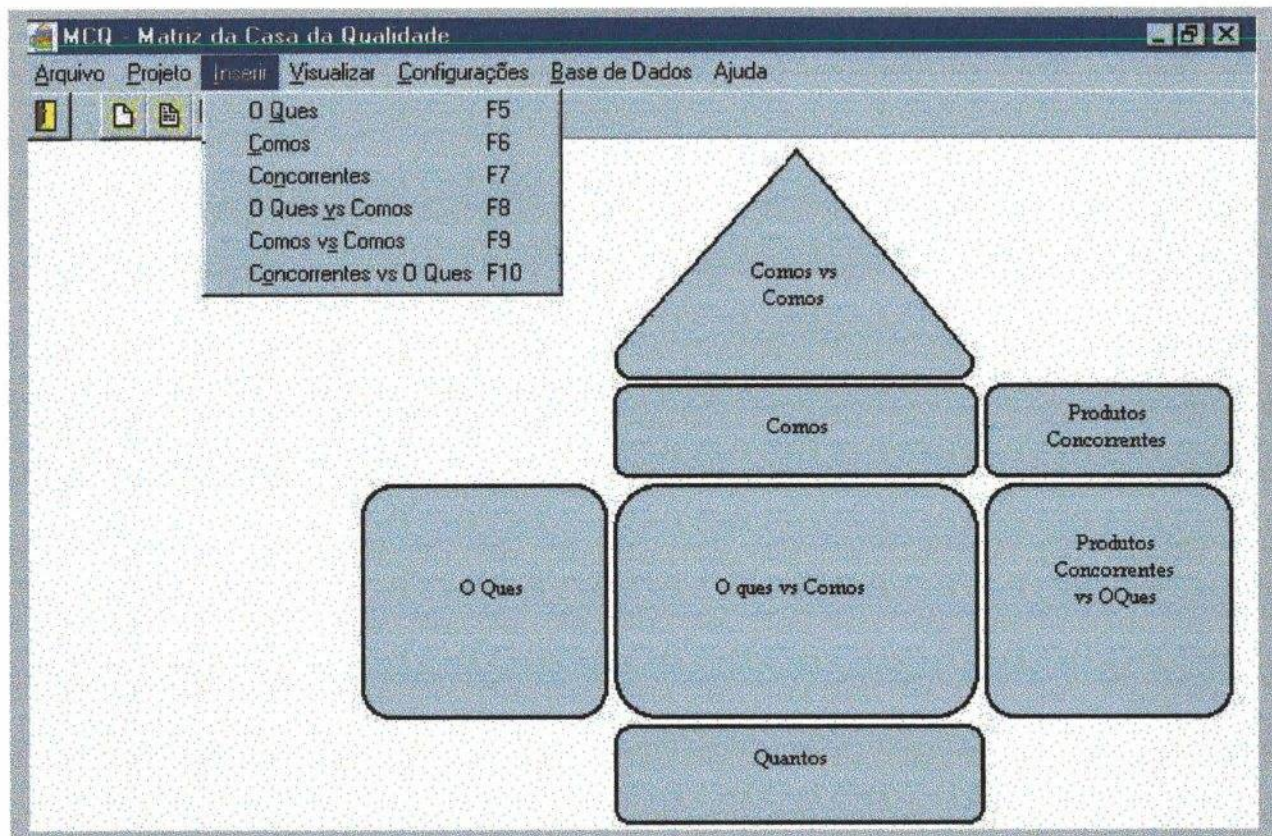 MCQ - Matriz da Casa da Qualidade
Arquivo Projeto Inserir Visualizar Configurações Base de Dados Ajuda
O Ques F5
Comos F6
Concorrentes F7
O Ques vs Comos F8
Comos vs Comos F9
Concorrentes vs O Ques F10
Comos vs
Comos
Comos
Produtos
Concorrentes
O Ques
O ques vs Comos
Produtos
Concorrentes
vs OQues
Quantos